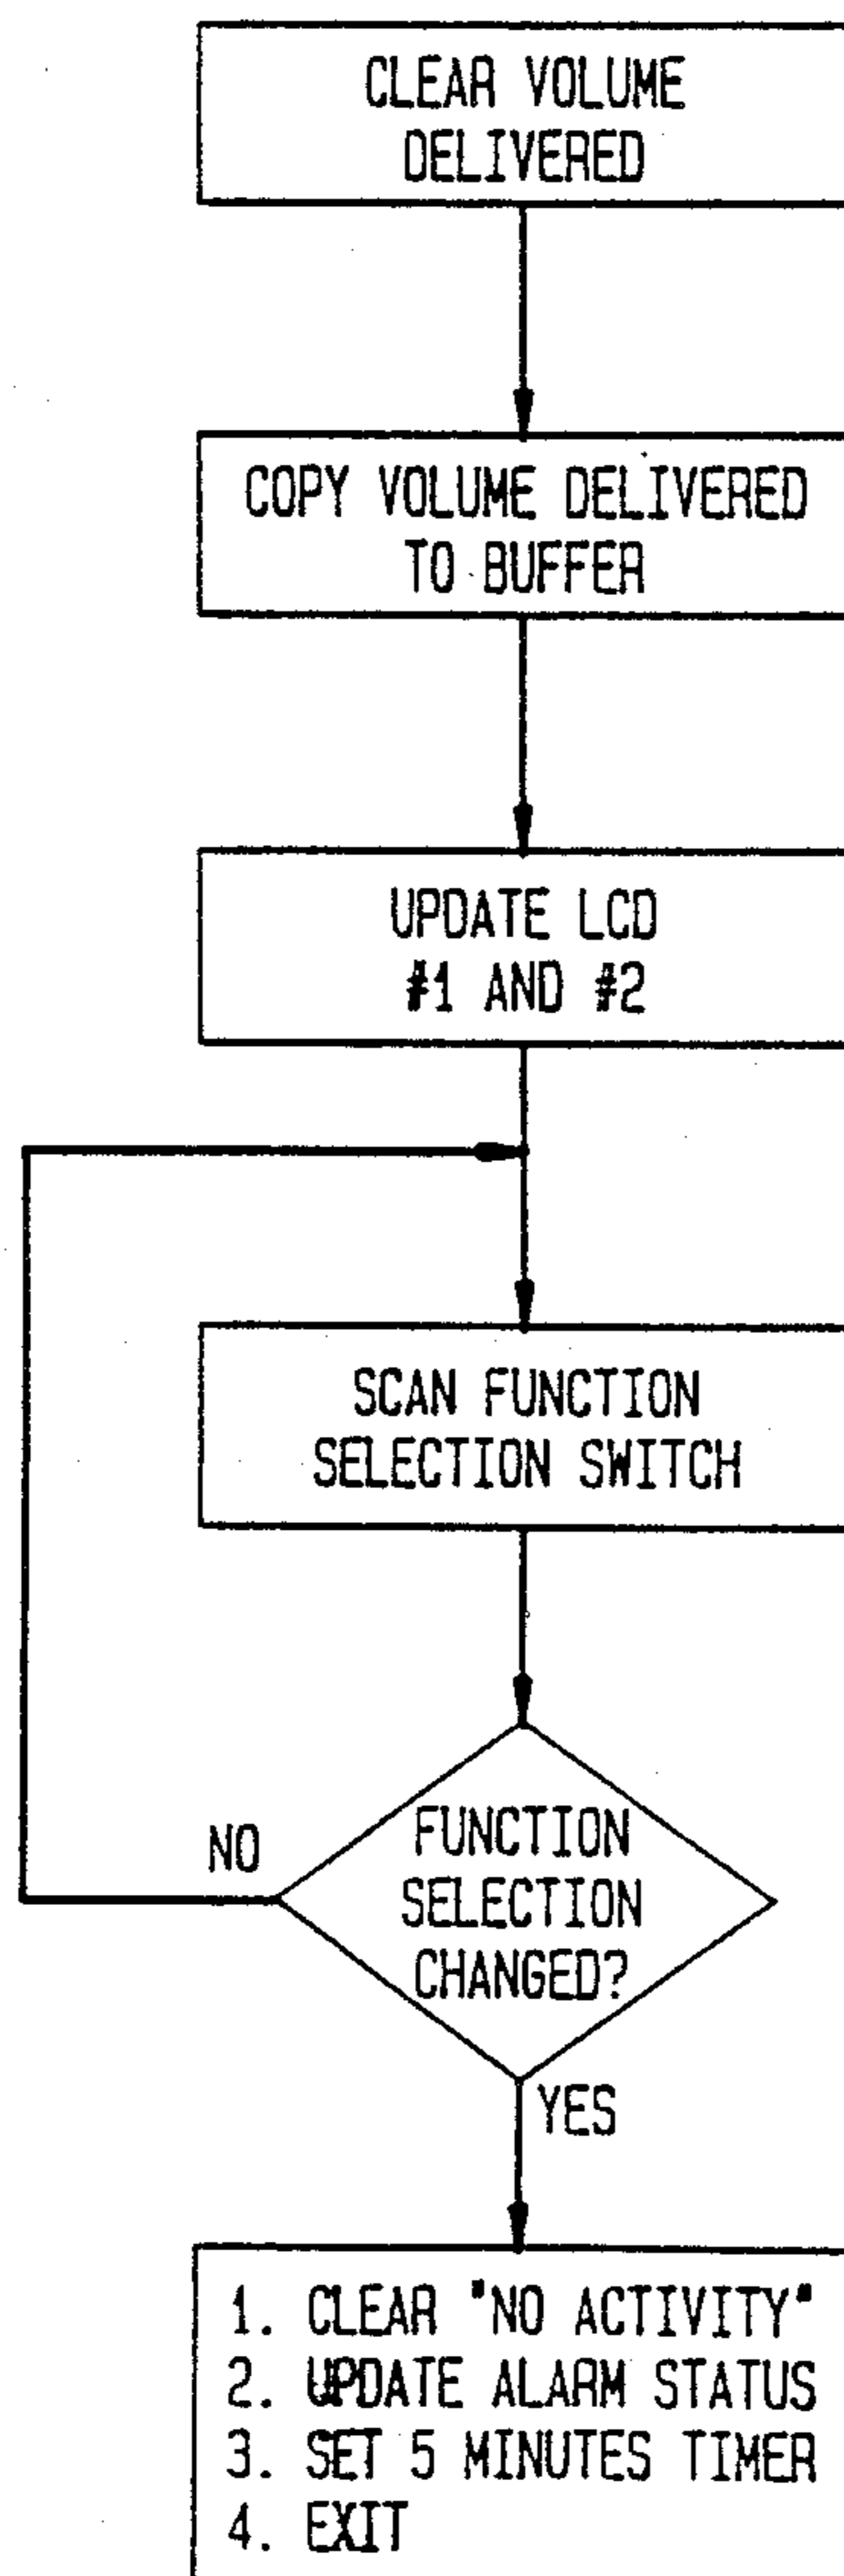 CLEAR VOLUME
DELIVERED
COPY VOLUME DELIVERED
TO BUFFER
UPDATE LCD
#1 AND #2
SCAN FUNCTION
SELECTION SWITCH
NO
FUNCTION
SELECTION
CHANGED?
YES
1. CLEAR "NO ACTIVITY"
2. UPDATE ALARM STATUS
3. SET 5 MINUTES TIMER
4. EXIT